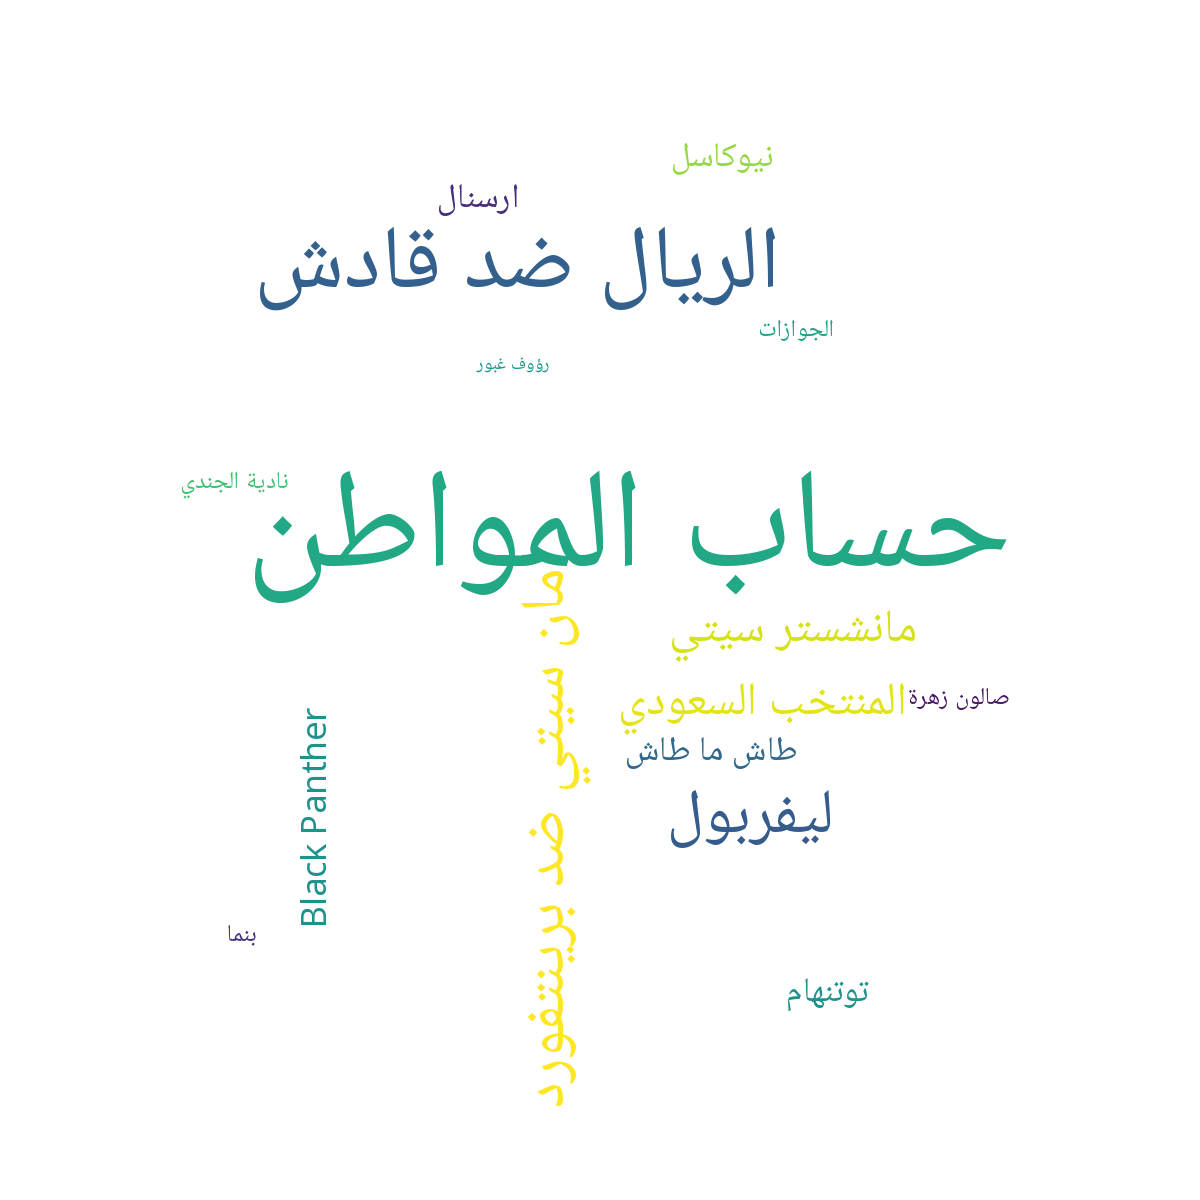 نيوكاسل
ارسنال
الريال ضد قادش
الجوازات
رؤوف غبور
نادية الجندي
حساب المواطن
مان سيتي ضد برينتفورد
مانشستر سيتي
المنتخب السعودي
صالون زهرة
طاش ما طاش
ليفربول
Black Panther
بنما
توتنهام